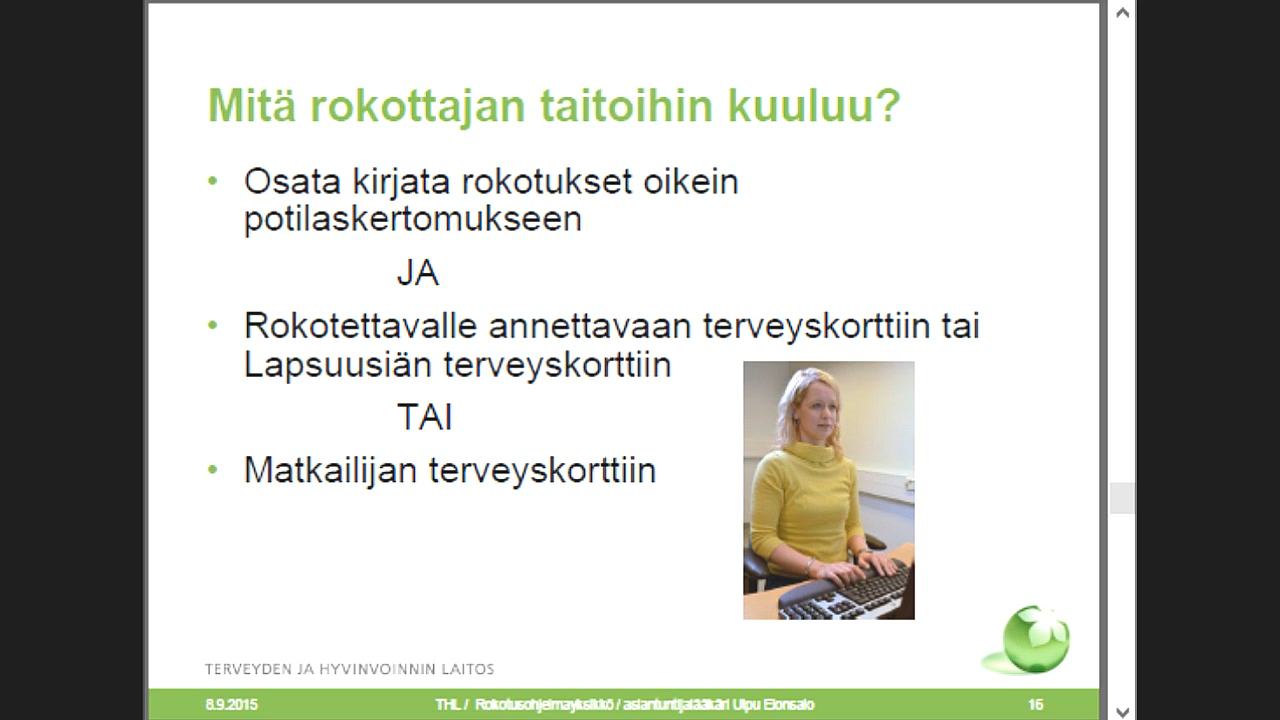 Mitä rokottajan taitoihin kuuluu?
• Osata kirjata rokotukset oikein
potilaskertomukseen
JA
• Rokotettavalle annettavaan terveyskorttiin tai
Lapsuusiän terveyskorttiin
TAI
• Matkailijan terveyskorttiin
TERVEYDEN JA HYVINVOINNIN LAITOS
8.9.2015 THL / Rokotusohjelmayksikkö / asiantuntijalääkäri Ulpu Elonsalo 16